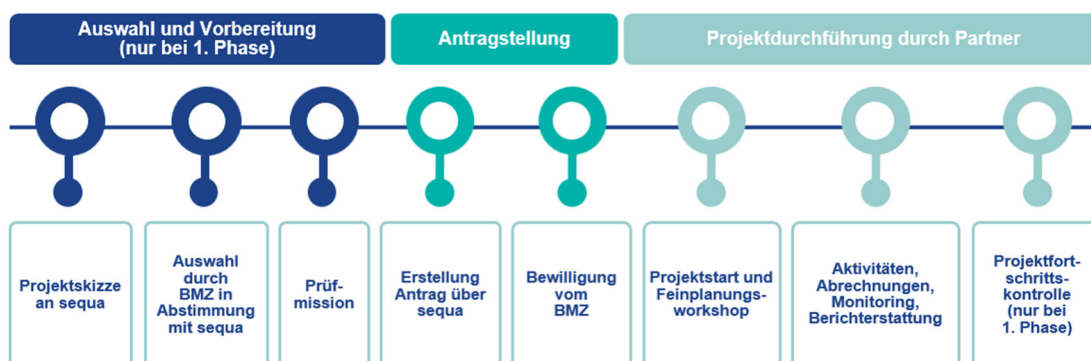 Auswahl und Vorbereitung
(nur bei 1. Phase)
Antragstellung
Projektdurchführung durch Partner
Projektskizze
an sequa
Auswahl
durch
BMZ in
Abstimmung
mit sequa
Prüf-
mission
Erstellung
Antrag über
sequa
Bewilligung
vom
BMZ
Projektstart und
Feinplanungs-
workshop
Aktivitäten,
Abrechnungen,
Monitoring,
Berichterstattung
Projektfort-
schritts-
kontrolle
(nur bei
1. Phase)